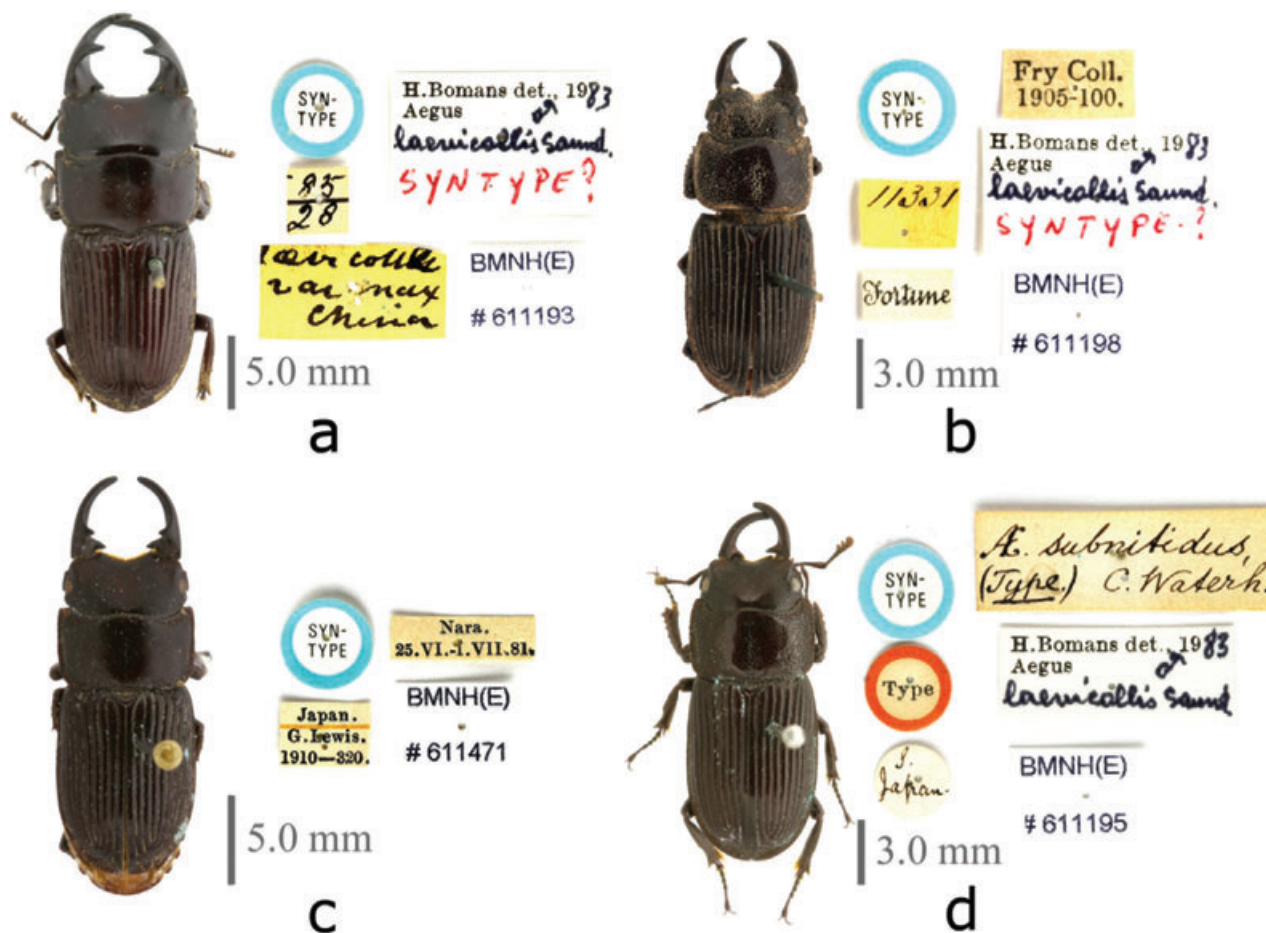 SYN-
TYPE
H.Bomans det., 1983
Aegus ♂
laevicollis Saund.
SYNTYPE?
85
28
laevicollis
var max
China
BMNH(E)
# 611193
5.0 mm
a
SYN-
TYPE
Fry Coll.
1905-100.
H.Bomans det., 1983
Aegus ♂
laevicollis Saund.
SYNTYPE-?
11331
Fortune
BMNH(E)
# 611198
3.0 mm
b
SYN-
TYPE
Nara.
25.VI.-1.VII.81.
Japan.
G.Lewis.
1910—320.
BMNH(E)
# 611471
5.0 mm
c
SYN-
TYPE
Æ. subnitidus,
(Type.) C. Waterh.
Type
H.Bomans det., 1983
Aegus ♂
laevicollis Saund
Japan.
BMNH(E)
# 611195
3.0 mm
d